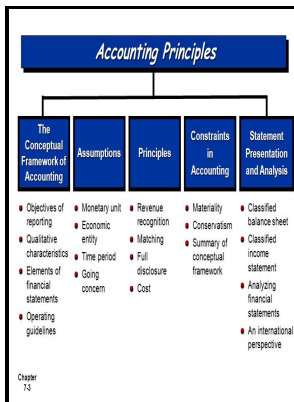 Accounting Principles
The
Conceptual
Framework of
Accounting
Assumptions
Principles
Constraints
in
Accounting
Statement
Presentation
and Analysis
Objectives of
reporting
Qualitative
characteristics
Elements of
financial
statements
Operating
guidelines
Monetary unit
Economic
entity
Time period
Going
concern
Revenue
recognition
Matching
Full
disclosure
Cost
Materiality
Conservatism
Summary of
conceptual
framework
Classified
balance sheet
Classified
income
statement
Analyzing
financial
statements
An international
perspective
Chapter
7-3